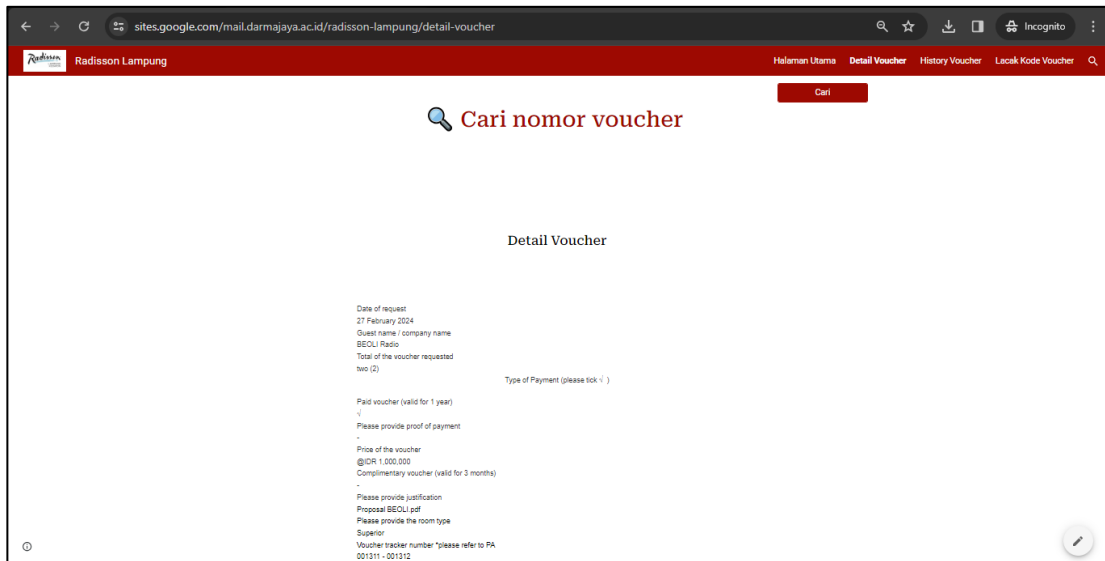 sites.google.com/mail.darmajaya.ac.id/radisson-lampung/detail-voucher
Incognito
Radisson
Radisson Lampung
Halaman Utama
Detail Voucher
History Voucher
Lacak Kode Voucher
Cari
Cari nomor voucher
Detail Voucher
Date of request
27 February 2024
Guest name / company name
BEOLI Radio
Total of the voucher requested
two (2)
Type of Payment (please tick √ )
Paid voucher (valid for 1 year)
√
Please provide proof of payment
-
Price of the voucher
@IDR 1,000,000
Complimentary voucher (valid for 3 months)
-
Please provide justification
Proposal BEOLI.pdf
Please provide the room type
Superior
Voucher tracker number *please refer to PA
001311 - 001312